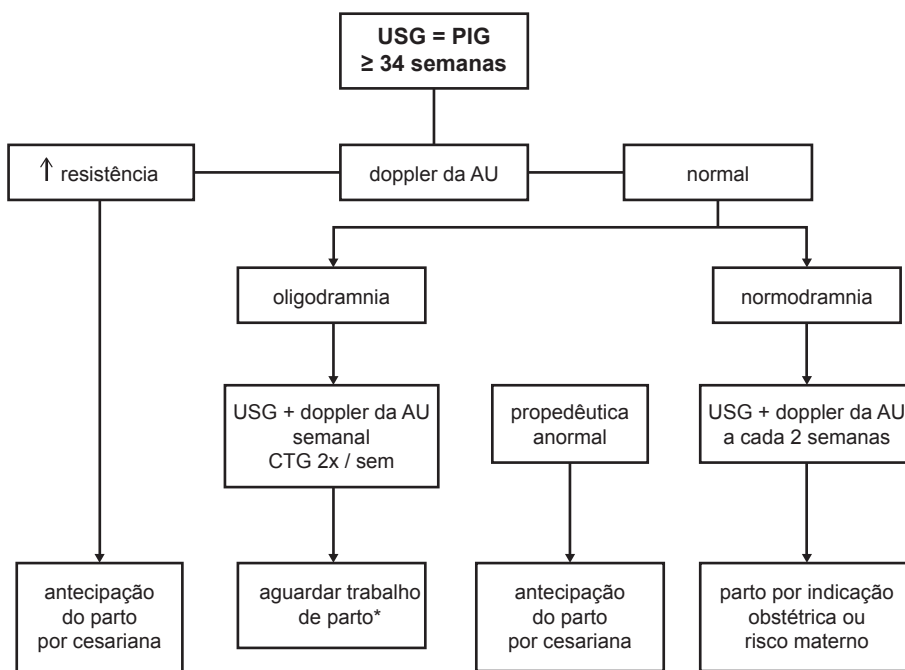 USG = PIG
≥ 34 semanas
↑ resistência
doppler da AU
normal
oligodramnia
normodramnia
USG + doppler da AU
semanal
CTG 2x / sem
propedêutica
anormal
USG + doppler da AU
a cada 2 semanas
antecipação
do parto
por cesariana
aguardar trabalho
de parto*
antecipação
do parto
por cesariana
parto por indicação
obstétrica ou
risco materno